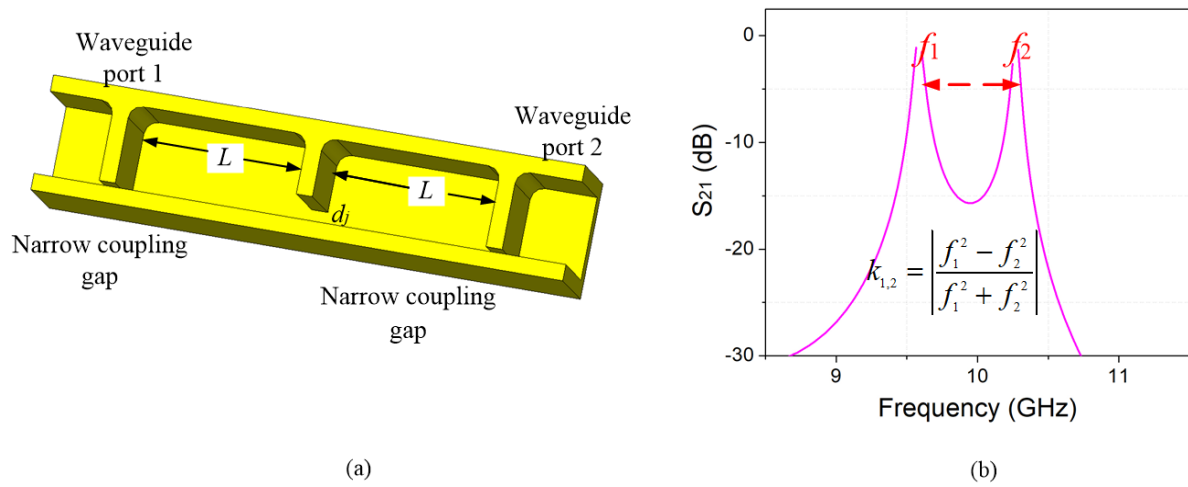 Waveguide
port 1
Waveguide
port 2
L
L
dj
Narrow coupling
gap
Narrow coupling
gap
(a)
S21 (dB)
0
-10
-20
-30
f1
f2
k1,2 = |(f1^2 − f2^2) / (f1^2 + f2^2)|
9
10
11
Frequency (GHz)
(b)